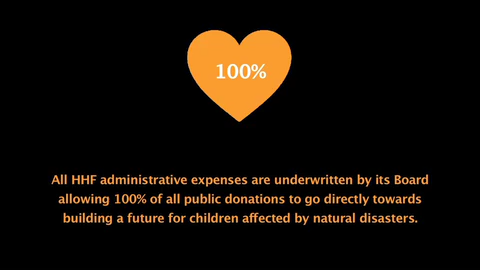 100%
All HHF administrative expenses are underwritten by its Board
allowing 100% of all public donations to go directly towards
building a future for children affected by natural disasters.